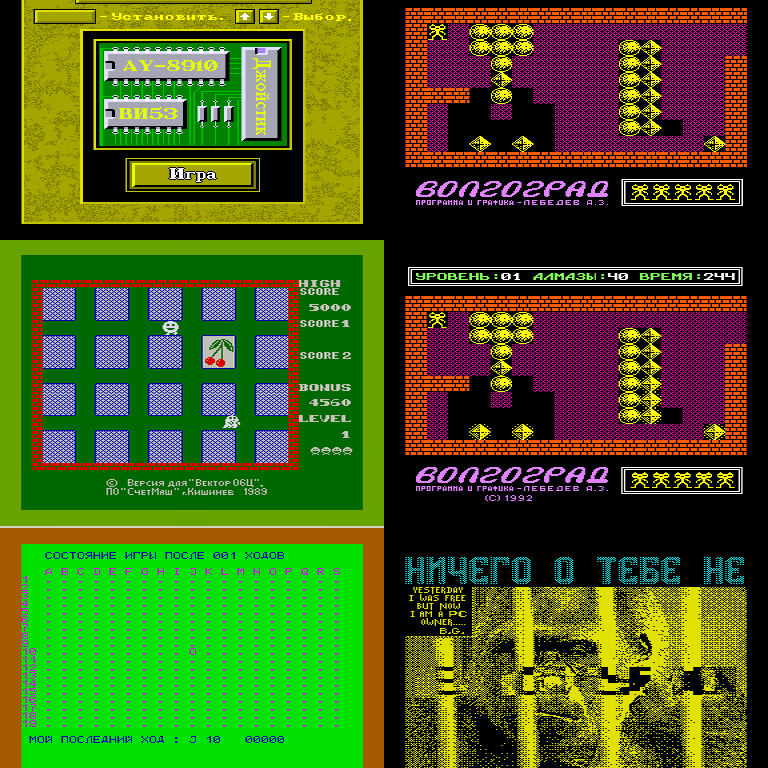 - Установить. - Выбор.
AY-8910
ВИ53
Джойстик
Игра
ВОЛГОГРАД
ПРОГРАММА И ГРАФИКА - ЛЕБЕДЕВ А.З.
HIGH
SCORE
5000
SCORE 1
SCORE 2
BONUS
4560
LEVEL
1
© Версия для "Вектор 06Ц".
ПО "СчетМаш" г.Кишинев 1989
УРОВЕНЬ:01 АЛМАЗЫ:40 ВРЕМЯ:244
ВОЛГОГРАД
ПРОГРАММА И ГРАФИКА - ЛЕБЕДЕВ А.З.
(C) 1992
СОСТОЯНИЕ ИГРЫ ПОСЛЕ 001 ХОДОВ
A B C D E F G H I J K L M N O P Q R S
МОЙ ПОСЛЕДНИЙ ХОД : J 10 00000
НИЧЕГО О ТЕБЕ НЕ
YESTERDAY
I WAS FREE
BUT NOW
I AM A PC
OWNER.....
B.G.